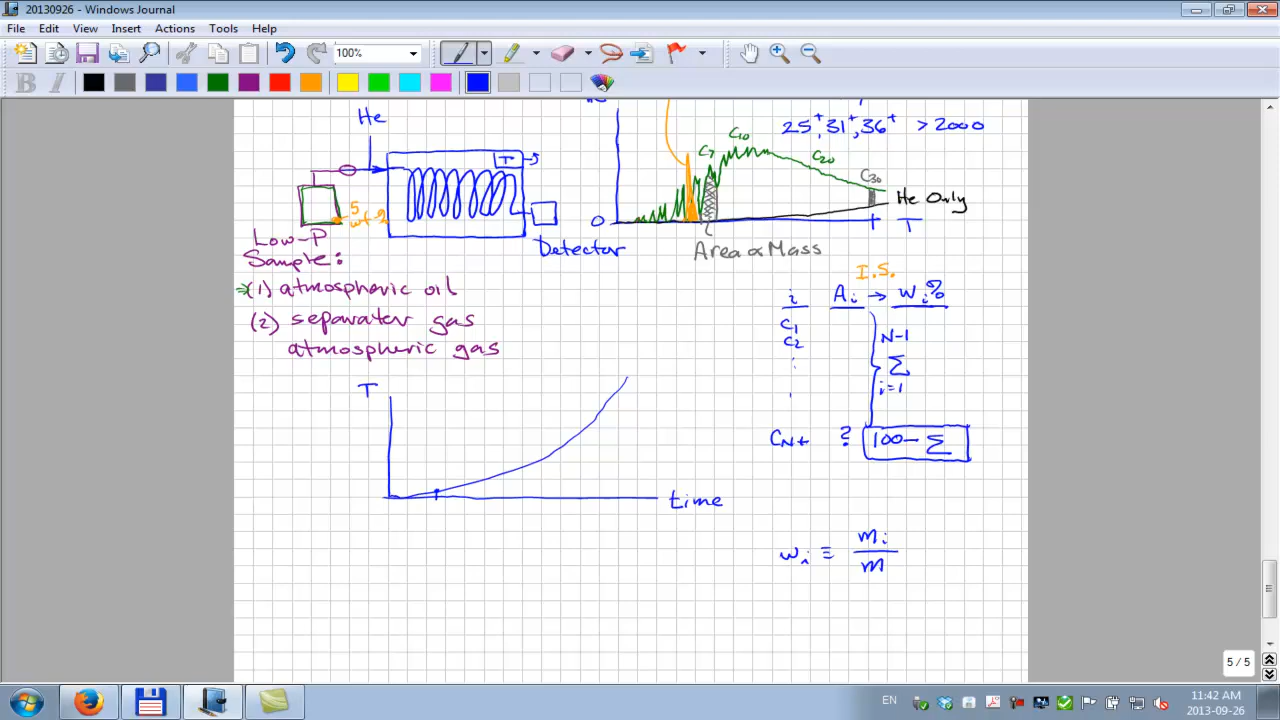 20130926 - Windows Journal
File Edit View Insert Actions Tools Help
100%
B I
He
T
5
wt-%
Low-P
Sample:
⇒(1) atmospheric oil
(2) separator gas
atmospheric gas
Detector
T
time
25⁺, 31⁺, 36⁺ > 2000
C7
C10
C20
C30
He Only
0
T
Area ∝ Mass
I.S.
i Ai → Wi%
C1
C2
⋮
N-1
Σ
i=1
CN+ ? 100-Σ
wi ≡ mi
m
5 / 5
EN
11:42 AM
2013-09-26